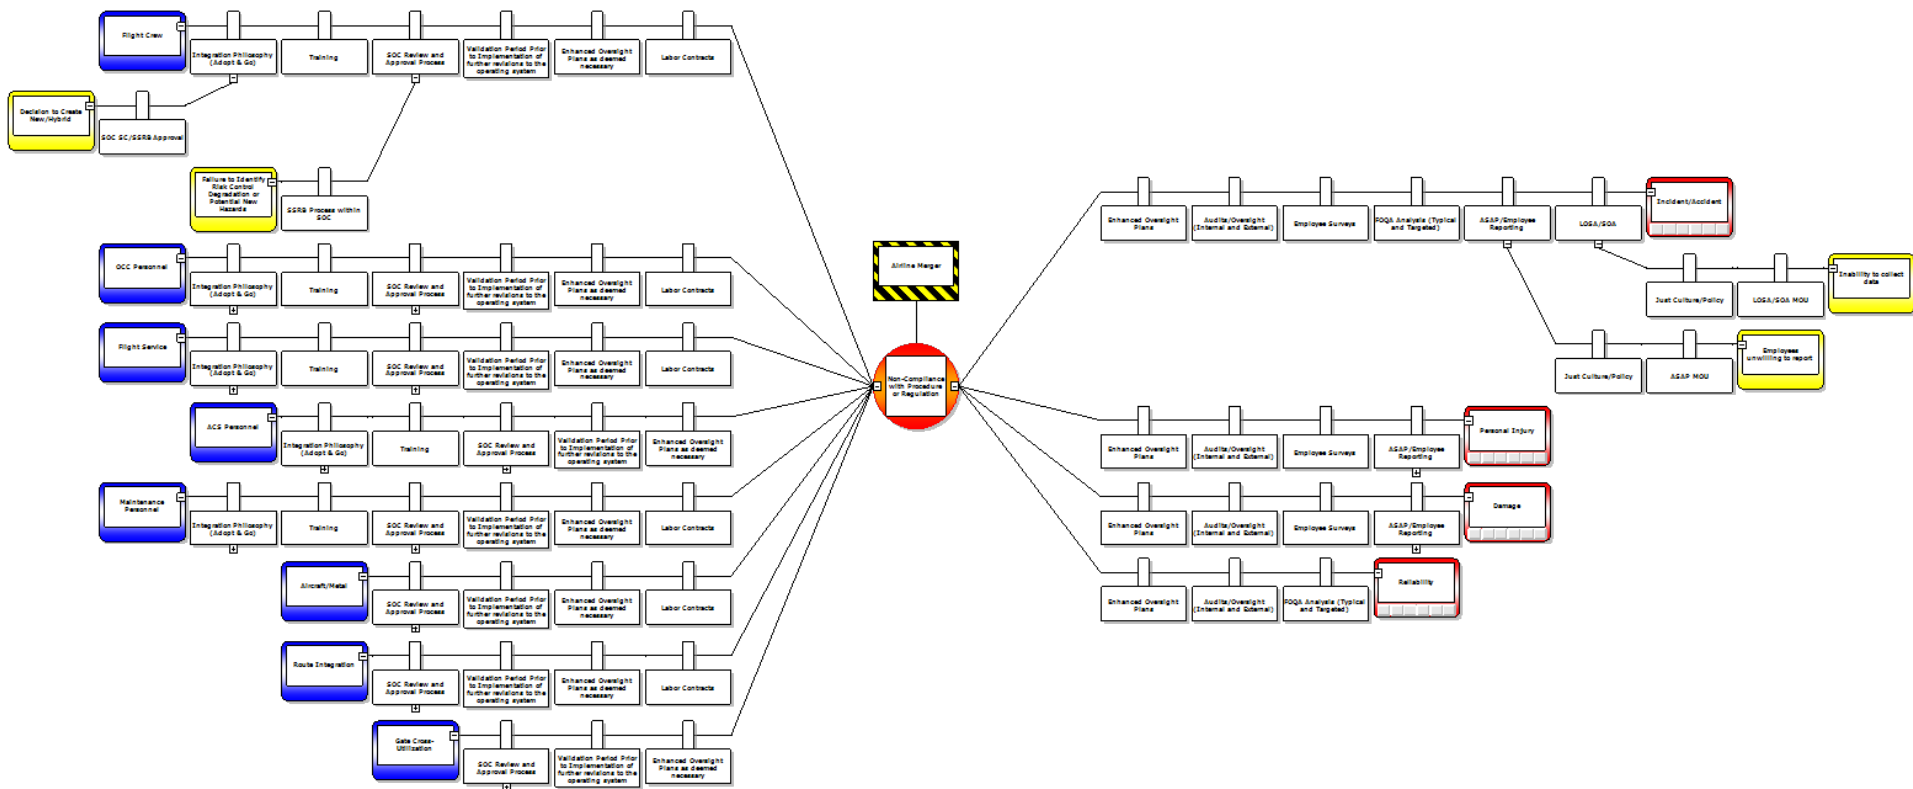 Flight Crew
Integration Philosophy
(Adopt & Go)
Training
SOC Review and
Approval Process
Validation Period Prior
to Implementation of
further revisions to the
operating system
Enhanced Oversight
Plans as deemed
necessary
Labor Contracts
Decision to Create
New/Hybrid
SOC SC/SSRB Approval
Failure to Identify
Risk Control
Degradation or
Potential New
Hazards
SSRB Process within
SOC
OCC Personnel
Integration Philosophy
(Adopt & Go)
Training
SOC Review and
Approval Process
Validation Period Prior
to Implementation of
further revisions to the
operating system
Enhanced Oversight
Plans as deemed
necessary
Labor Contracts
Flight Service
Integration Philosophy
(Adopt & Go)
Training
SOC Review and
Approval Process
Validation Period Prior
to Implementation of
further revisions to the
operating system
Enhanced Oversight
Plans as deemed
necessary
Labor Contracts
ACS Personnel
Integration Philosophy
(Adopt & Go)
Training
SOC Review and
Approval Process
Validation Period Prior
to Implementation of
further revisions to the
operating system
Enhanced Oversight
Plans as deemed
necessary
Maintenance
Personnel
Integration Philosophy
(Adopt & Go)
Training
SOC Review and
Approval Process
Validation Period Prior
to Implementation of
further revisions to the
operating system
Enhanced Oversight
Plans as deemed
necessary
Labor Contracts
Aircraft/Metal
SOC Review and
Approval Process
Validation Period Prior
to Implementation of
further revisions to the
operating system
Enhanced Oversight
Plans as deemed
necessary
Labor Contracts
Route Integration
SOC Review and
Approval Process
Validation Period Prior
to Implementation of
further revisions to the
operating system
Enhanced Oversight
Plans as deemed
necessary
Labor Contracts
Gate Cross-
Utilization
SOC Review and
Approval Process
Validation Period Prior
to Implementation of
further revisions to the
operating system
Enhanced Oversight
Plans as deemed
necessary
Airline Merger
Non-Compliance
with Procedure
or Regulation
Enhanced Oversight
Plans
Audits/Oversight
(Internal and External)
Employee Surveys
FOQA Analysis (Typical
and Targeted)
ASAP/Employee
Reporting
LOSA/SOA
Incident/Accident
Just Culture/Policy
LOSA/SOA MOU
Inability to collect
data
Just Culture/Policy
ASAP MOU
Employees
unwilling to report
Enhanced Oversight
Plans
Audits/Oversight
(Internal and External)
Employee Surveys
ASAP/Employee
Reporting
Personal Injury
Enhanced Oversight
Plans
Audits/Oversight
(Internal and External)
Employee Surveys
ASAP/Employee
Reporting
Damage
Enhanced Oversight
Plans
Audits/Oversight
(Internal and External)
FOQA Analysis (Typical
and Targeted)
Reliability